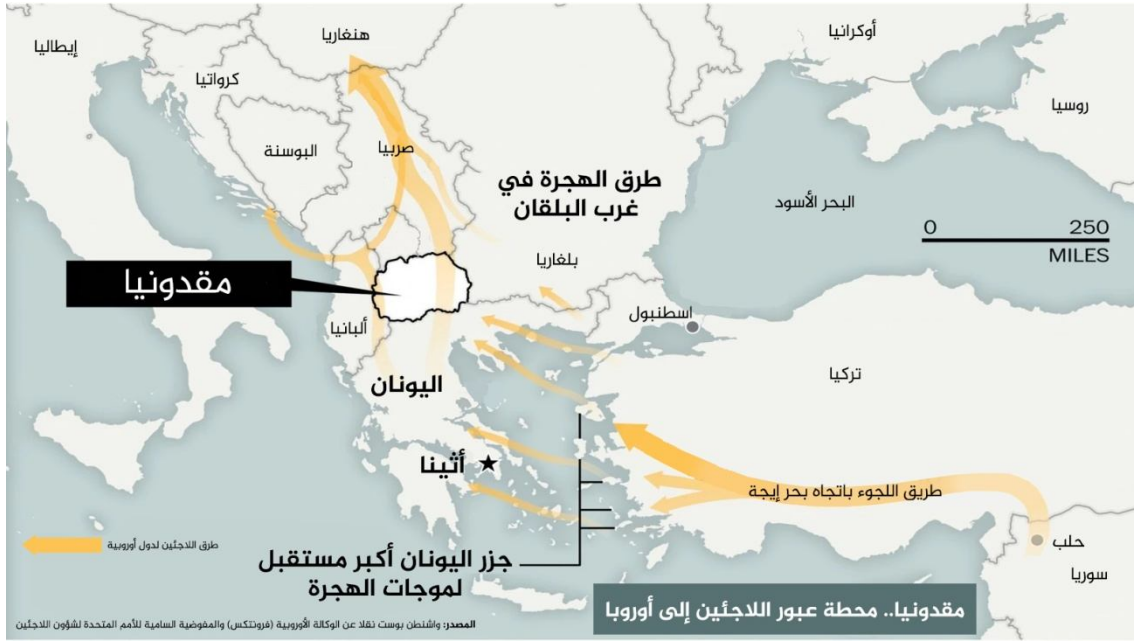 إيطاليا
هنغاريا
أوكرانيا
كرواتيا
روسيا
البوسنة
صربيا
طرق الهجرة في
غرب البلقان
البحر الأسود
0 250
MILES
بلغاريا
مقدونيا
اسطنبول
ألبانيا
تركيا
اليونان
أثينا
طريق اللجوء باتجاه بحر إيجة
حلب
سوريا
طرق اللاجئين لدول أوروبية
جزر اليونان أكبر مستقبل
لموجات الهجرة
مقدونيا.. محطة عبور اللاجئين إلى أوروبا
المصدر: واشنطن بوست نقلا عن الوكالة الأوروبية (فرونتكس) والمفوضية السامية للأمم المتحدة لشؤون اللاجئين